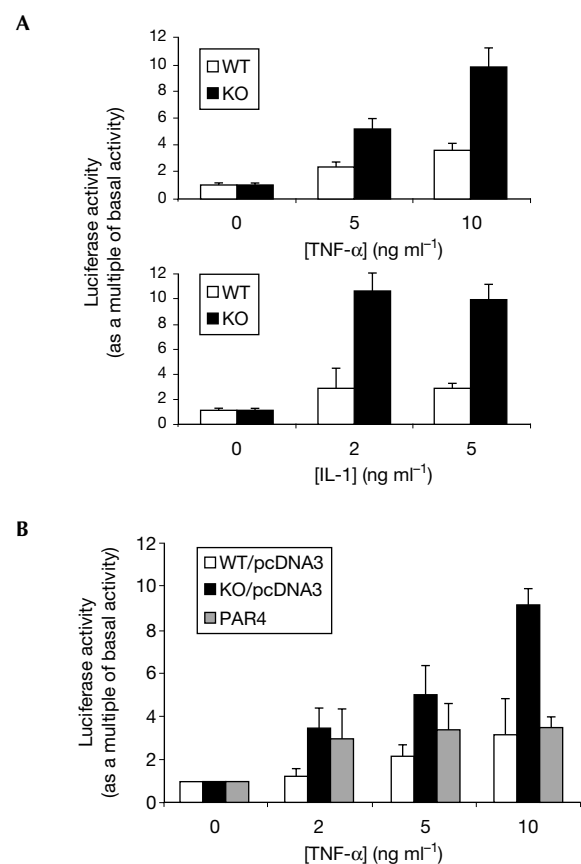 A
Luciferase activity
(as a multiple of basal activity)
12
10
8
6
4
2
0
WT
KO
0
5
10
[TNF-α] (ng ml⁻¹)
12
10
8
6
4
2
0
WT
KO
0
2
5
[IL-1] (ng ml⁻¹)
B
Luciferase activity
(as a multiple of basal activity)
12
10
8
6
4
2
0
WT/pcDNA3
KO/pcDNA3
PAR4
0
2
5
10
[TNF-α] (ng ml⁻¹)